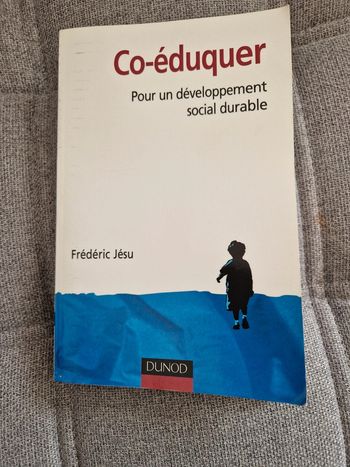 Co-éduquer
Pour un développement
social durable
Frédéric Jésu
DUNOD